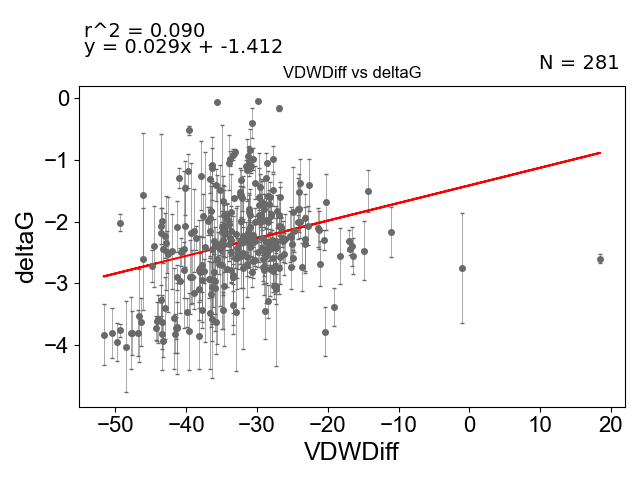 r^2 = 0.090
y = 0.029x + -1.412
N = 281
VDWDiff vs deltaG
deltaG
0
−1
−2
−3
−4
−50
−40
−30
−20
−10
0
10
20
VDWDiff